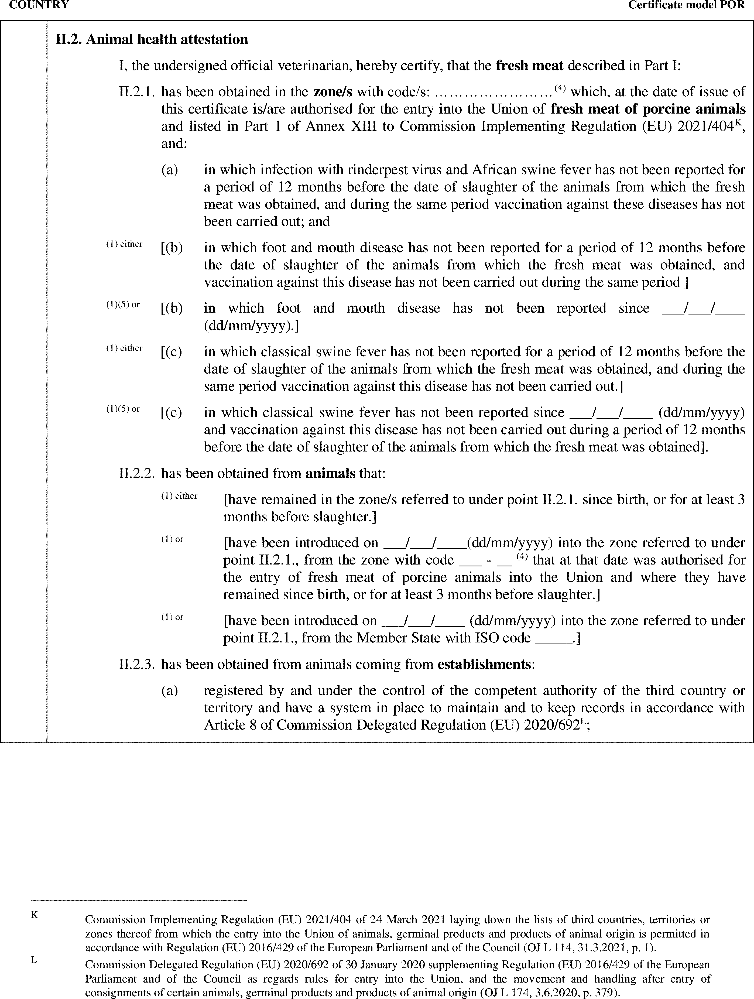 COUNTRY Certificate model POR
II.2. Animal health attestation
I, the undersigned official veterinarian, hereby certify, that the fresh meat described in Part I:
II.2.1. has been obtained in the zone/s with code/s: …………………… (4) which, at the date of issue of
this certificate is/are authorised for the entry into the Union of fresh meat of porcine animals
and listed in Part 1 of Annex XIII to Commission Implementing Regulation (EU) 2021/404K,
and:
(a) in which infection with rinderpest virus and African swine fever has not been reported for
a period of 12 months before the date of slaughter of the animals from which the fresh
meat was obtained, and during the same period vaccination against these diseases has not
been carried out; and
(1) either [(b) in which foot and mouth disease has not been reported for a period of 12 months before
the date of slaughter of the animals from which the fresh meat was obtained, and
vaccination against this disease has not been carried out during the same period ]
(1)(5) or [(b) in which foot and mouth disease has not been reported since ___/___/____
(dd/mm/yyyy).]
(1) either [(c) in which classical swine fever has not been reported for a period of 12 months before the
date of slaughter of the animals from which the fresh meat was obtained, and during the
same period vaccination against this disease has not been carried out.]
(1)(5) or [(c) in which classical swine fever has not been reported since ___/___/____ (dd/mm/yyyy)
and vaccination against this disease has not been carried out during a period of 12 months
before the date of slaughter of the animals from which the fresh meat was obtained].
II.2.2. has been obtained from animals that:
(1) either [have remained in the zone/s referred to under point II.2.1. since birth, or for at least 3
months before slaughter.]
(1) or [have been introduced on ___/___/____(dd/mm/yyyy) into the zone referred to under
point II.2.1., from the zone with code ___ - __ (4) that at that date was authorised for
the entry of fresh meat of porcine animals into the Union and where they have
remained since birth, or for at least 3 months before slaughter.]
(1) or [have been introduced on ___/___/____ (dd/mm/yyyy) into the zone referred to under
point II.2.1., from the Member State with ISO code _____.]
II.2.3. has been obtained from animals coming from establishments:
(a) registered by and under the control of the competent authority of the third country or
territory and have a system in place to maintain and to keep records in accordance with
Article 8 of Commission Delegated Regulation (EU) 2020/692L;
K Commission Implementing Regulation (EU) 2021/404 of 24 March 2021 laying down the lists of third countries, territories or
zones thereof from which the entry into the Union of animals, germinal products and products of animal origin is permitted in
accordance with Regulation (EU) 2016/429 of the European Parliament and of the Council (OJ L 114, 31.3.2021, p. 1).
L Commission Delegated Regulation (EU) 2020/692 of 30 January 2020 supplementing Regulation (EU) 2016/429 of the European
Parliament and of the Council as regards rules for entry into the Union, and the movement and handling after entry of
consignments of certain animals, germinal products and products of animal origin (OJ L 174, 3.6.2020, p. 379).